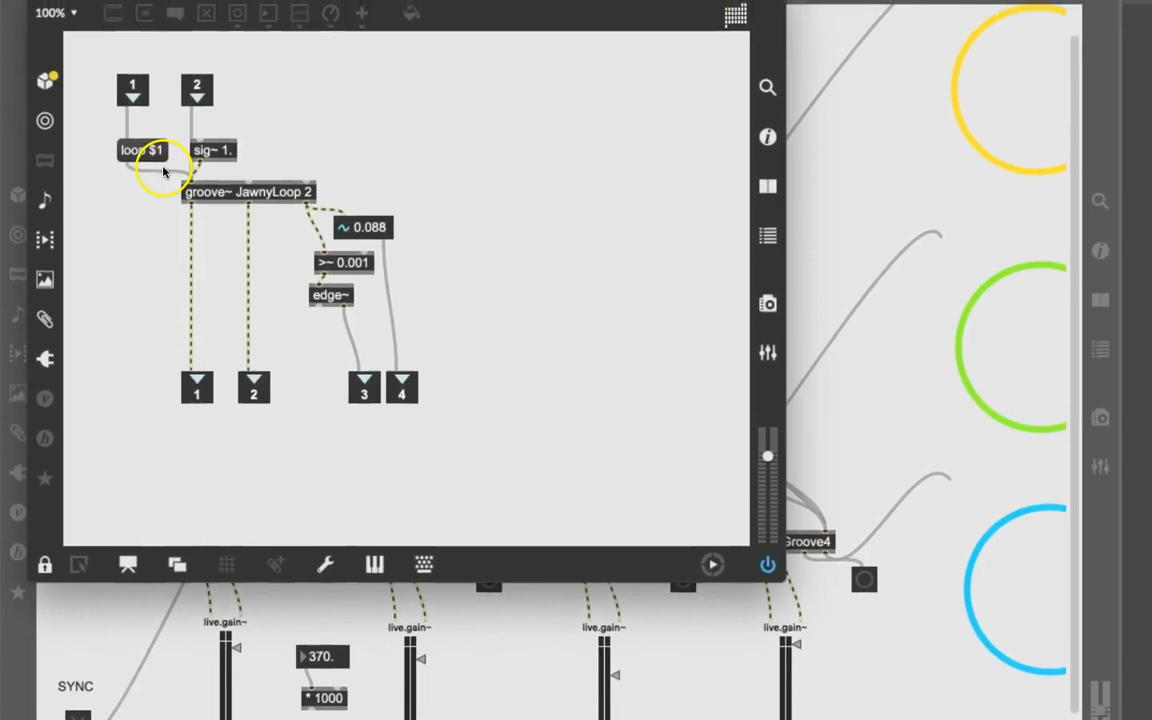 100%
1
2
loop $1
sig~ 1.
groove~ JawnyLoop 2
0.088
>~ 0.001
edge~
1
2
3
4
Groove4
live.gain~
live.gain~
live.gain~
live.gain~
370.
* 1000
SYNC